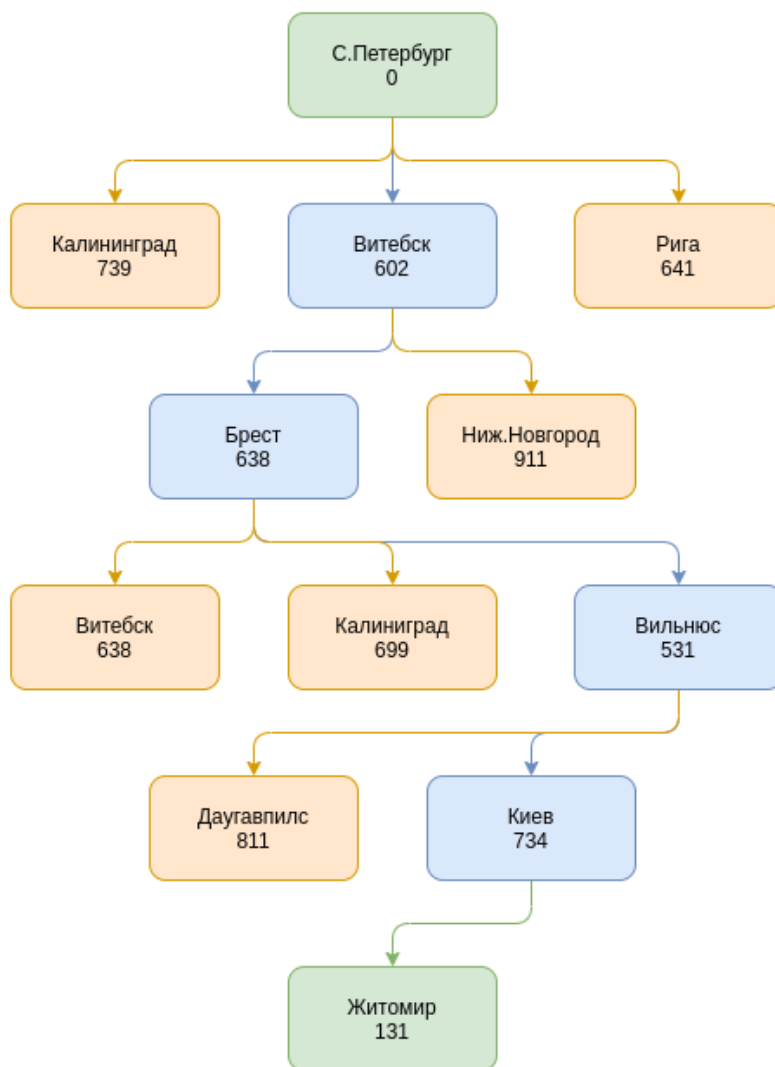 С.Петербург
0
Калининград
739
Витебск
602
Рига
641
Брест
638
Ниж.Новгород
911
Витебск
638
Калиниград
699
Вильнюс
531
Даугавпилс
811
Киев
734
Житомир
131